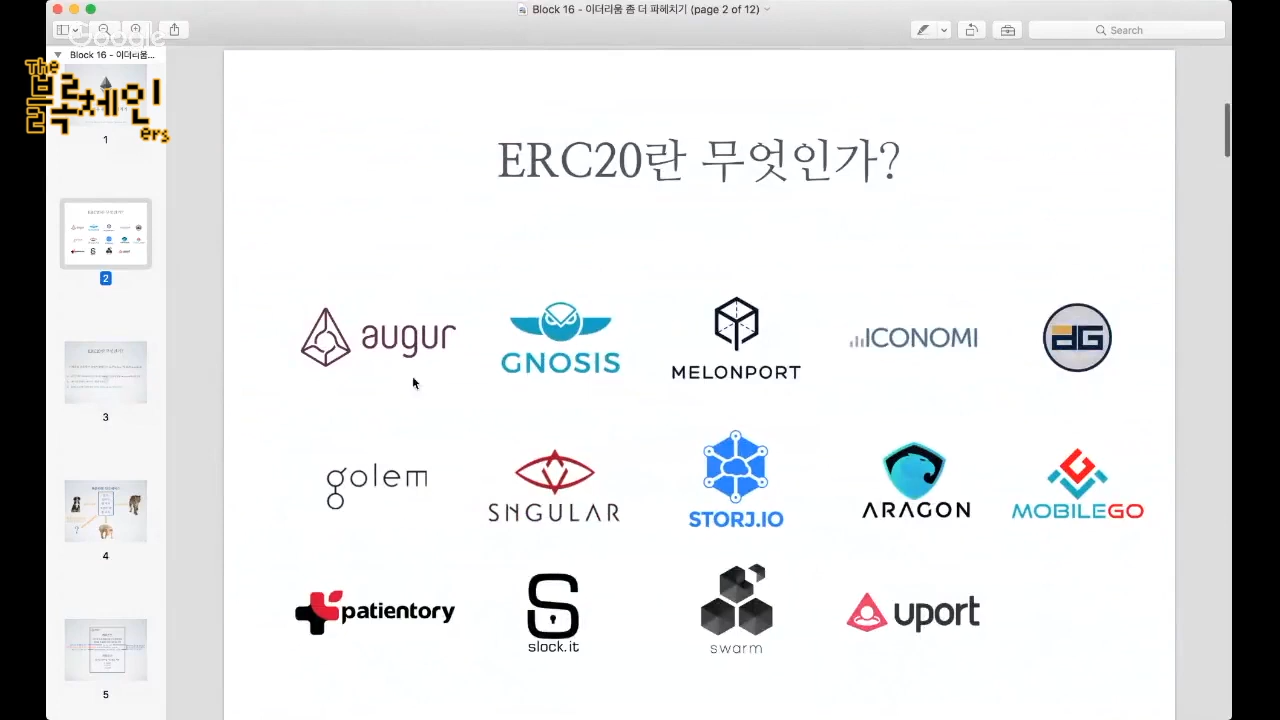 Block 16 - 이더리움 좀 더 파헤치기 (page 2 of 12)
Google
Search
Block 16 - 이더리움...
The
블록체인
ers
1
2
3
4
5
ERC20란 무엇인가?
augur
GNOSIS
MELONPORT
ICONOMI
DG
golem
SNGULAR
STORJ.IO
ARAGON
MOBILEGO
patientory
S
slock.it
swarm
uport